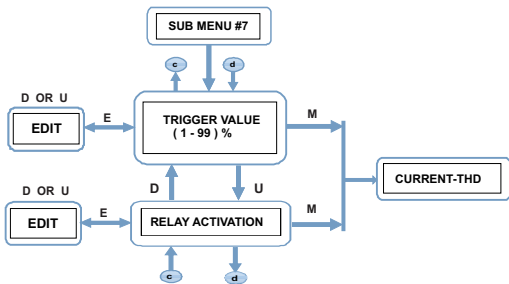 SUB MENU #7
c
d
D OR U
E
EDIT
TRIGGER VALUE
( 1 - 99 ) %
M
CURRENT-THD
D
U
D OR U
E
EDIT
RELAY ACTIVATION
M
c
d